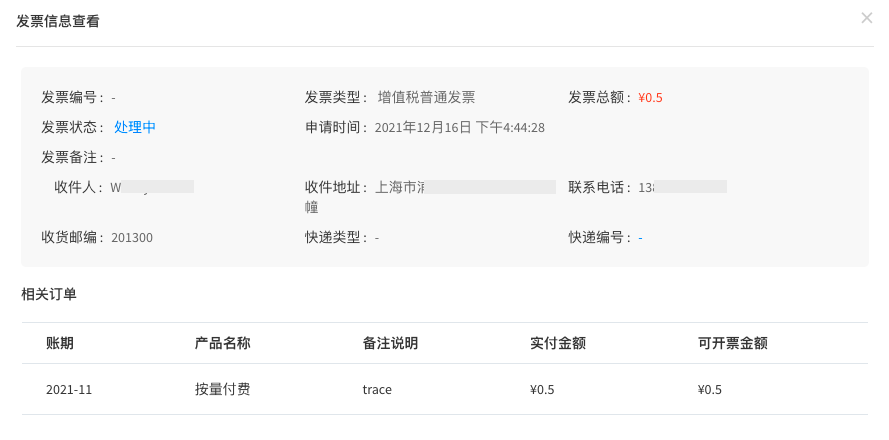 发票信息查看
发票编号： -
发票类型： 增值税普通发票
发票总额： ¥0.5
发票状态： 处理中
申请时间： 2021年12月16日 下午4:44:28
发票备注： -
收件人： W
收件地址： 上海市
幢
联系电话： 13
收货邮编： 201300
快递类型： -
快递编号： -
相关订单
账期 产品名称 备注说明 实付金额 可开票金额
2021-11 按量付费 trace ¥0.5 ¥0.5